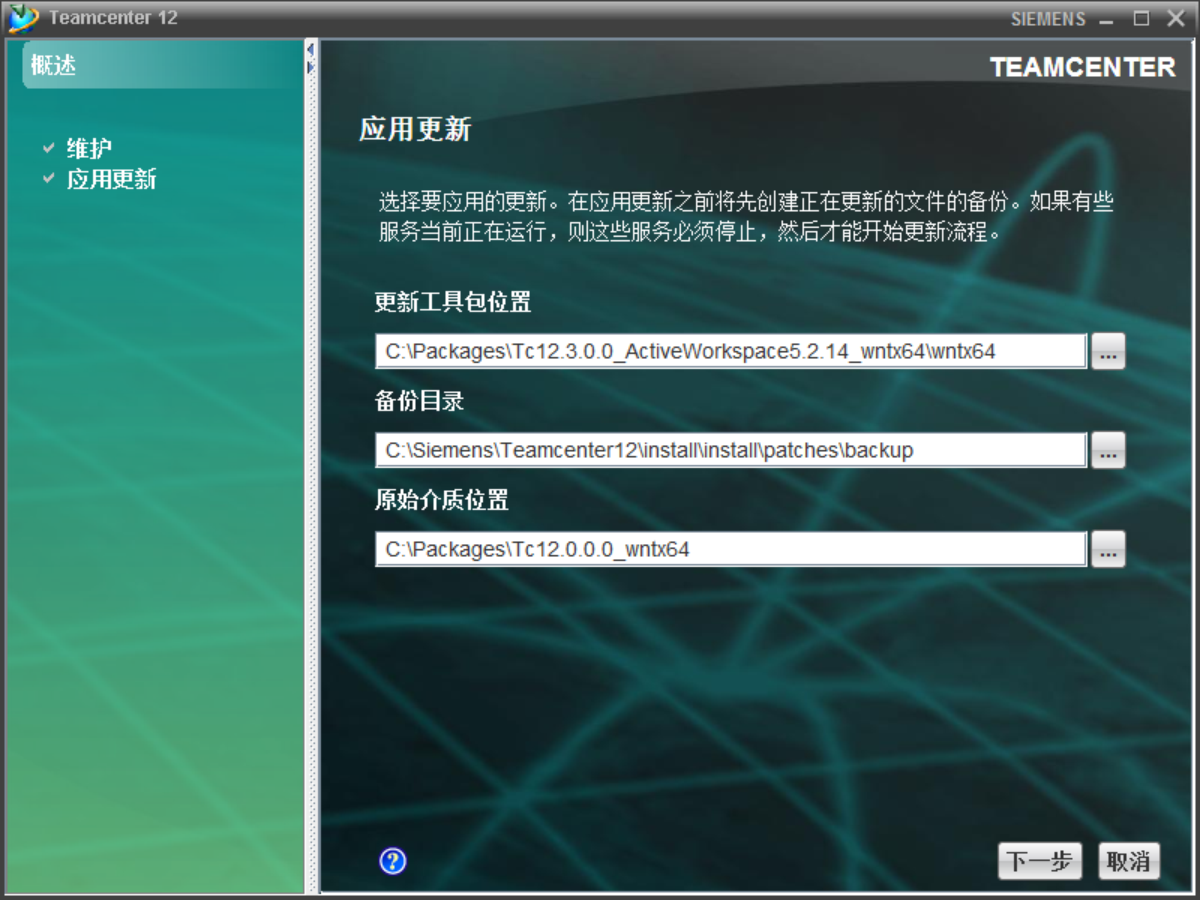 Teamcenter 12
SIEMENS
概述
TEAMCENTER
维护
应用更新
应用更新
选择要应用的更新。在应用更新之前将先创建正在更新的文件的备份。如果有些
服务当前正在运行，则这些服务必须停止，然后才能开始更新流程。
更新工具包位置
C:\Packages\Tc12.3.0.0_ActiveWorkspace5.2.14_wntx64\wntx64
...
备份目录
C:\Siemens\Teamcenter12\install\install\patches\backup
...
原始介质位置
C:\Packages\Tc12.0.0.0_wntx64
...
?
下一步
取消